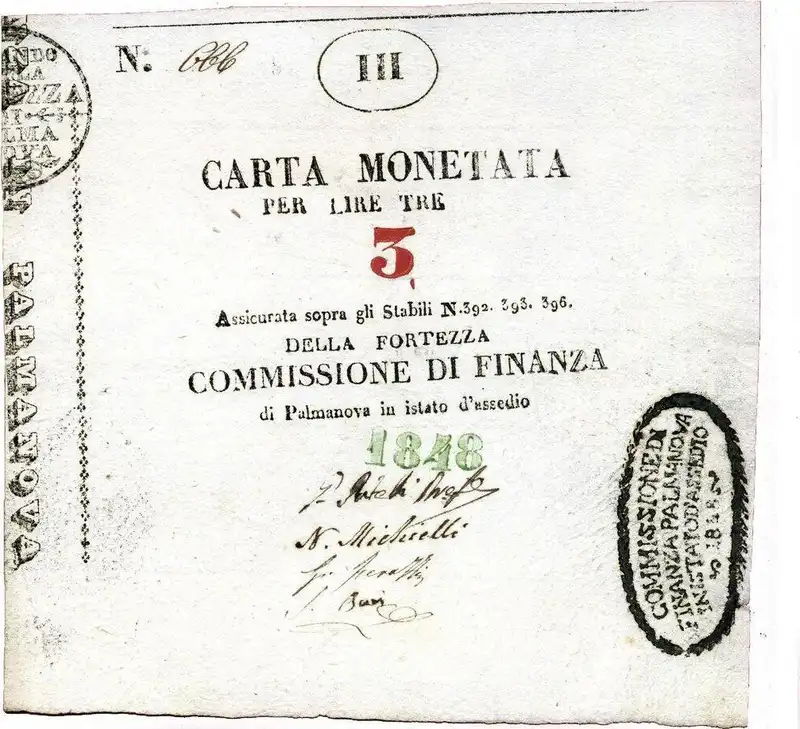 N. 666
III
CARTA MONETATA
PER LIRE TRE
3
Assicurata sopra gli Stabili N.392. 393. 396.
DELLA FORTEZZA
COMMISSIONE DI FINANZA
di Palmanova in istato d'assedio
1848
N. Michielli
COMMISSIONE DI
FINANZA PALMANOVA
IN ISTATO D'ASSEDIO
1848
PALMANOVA